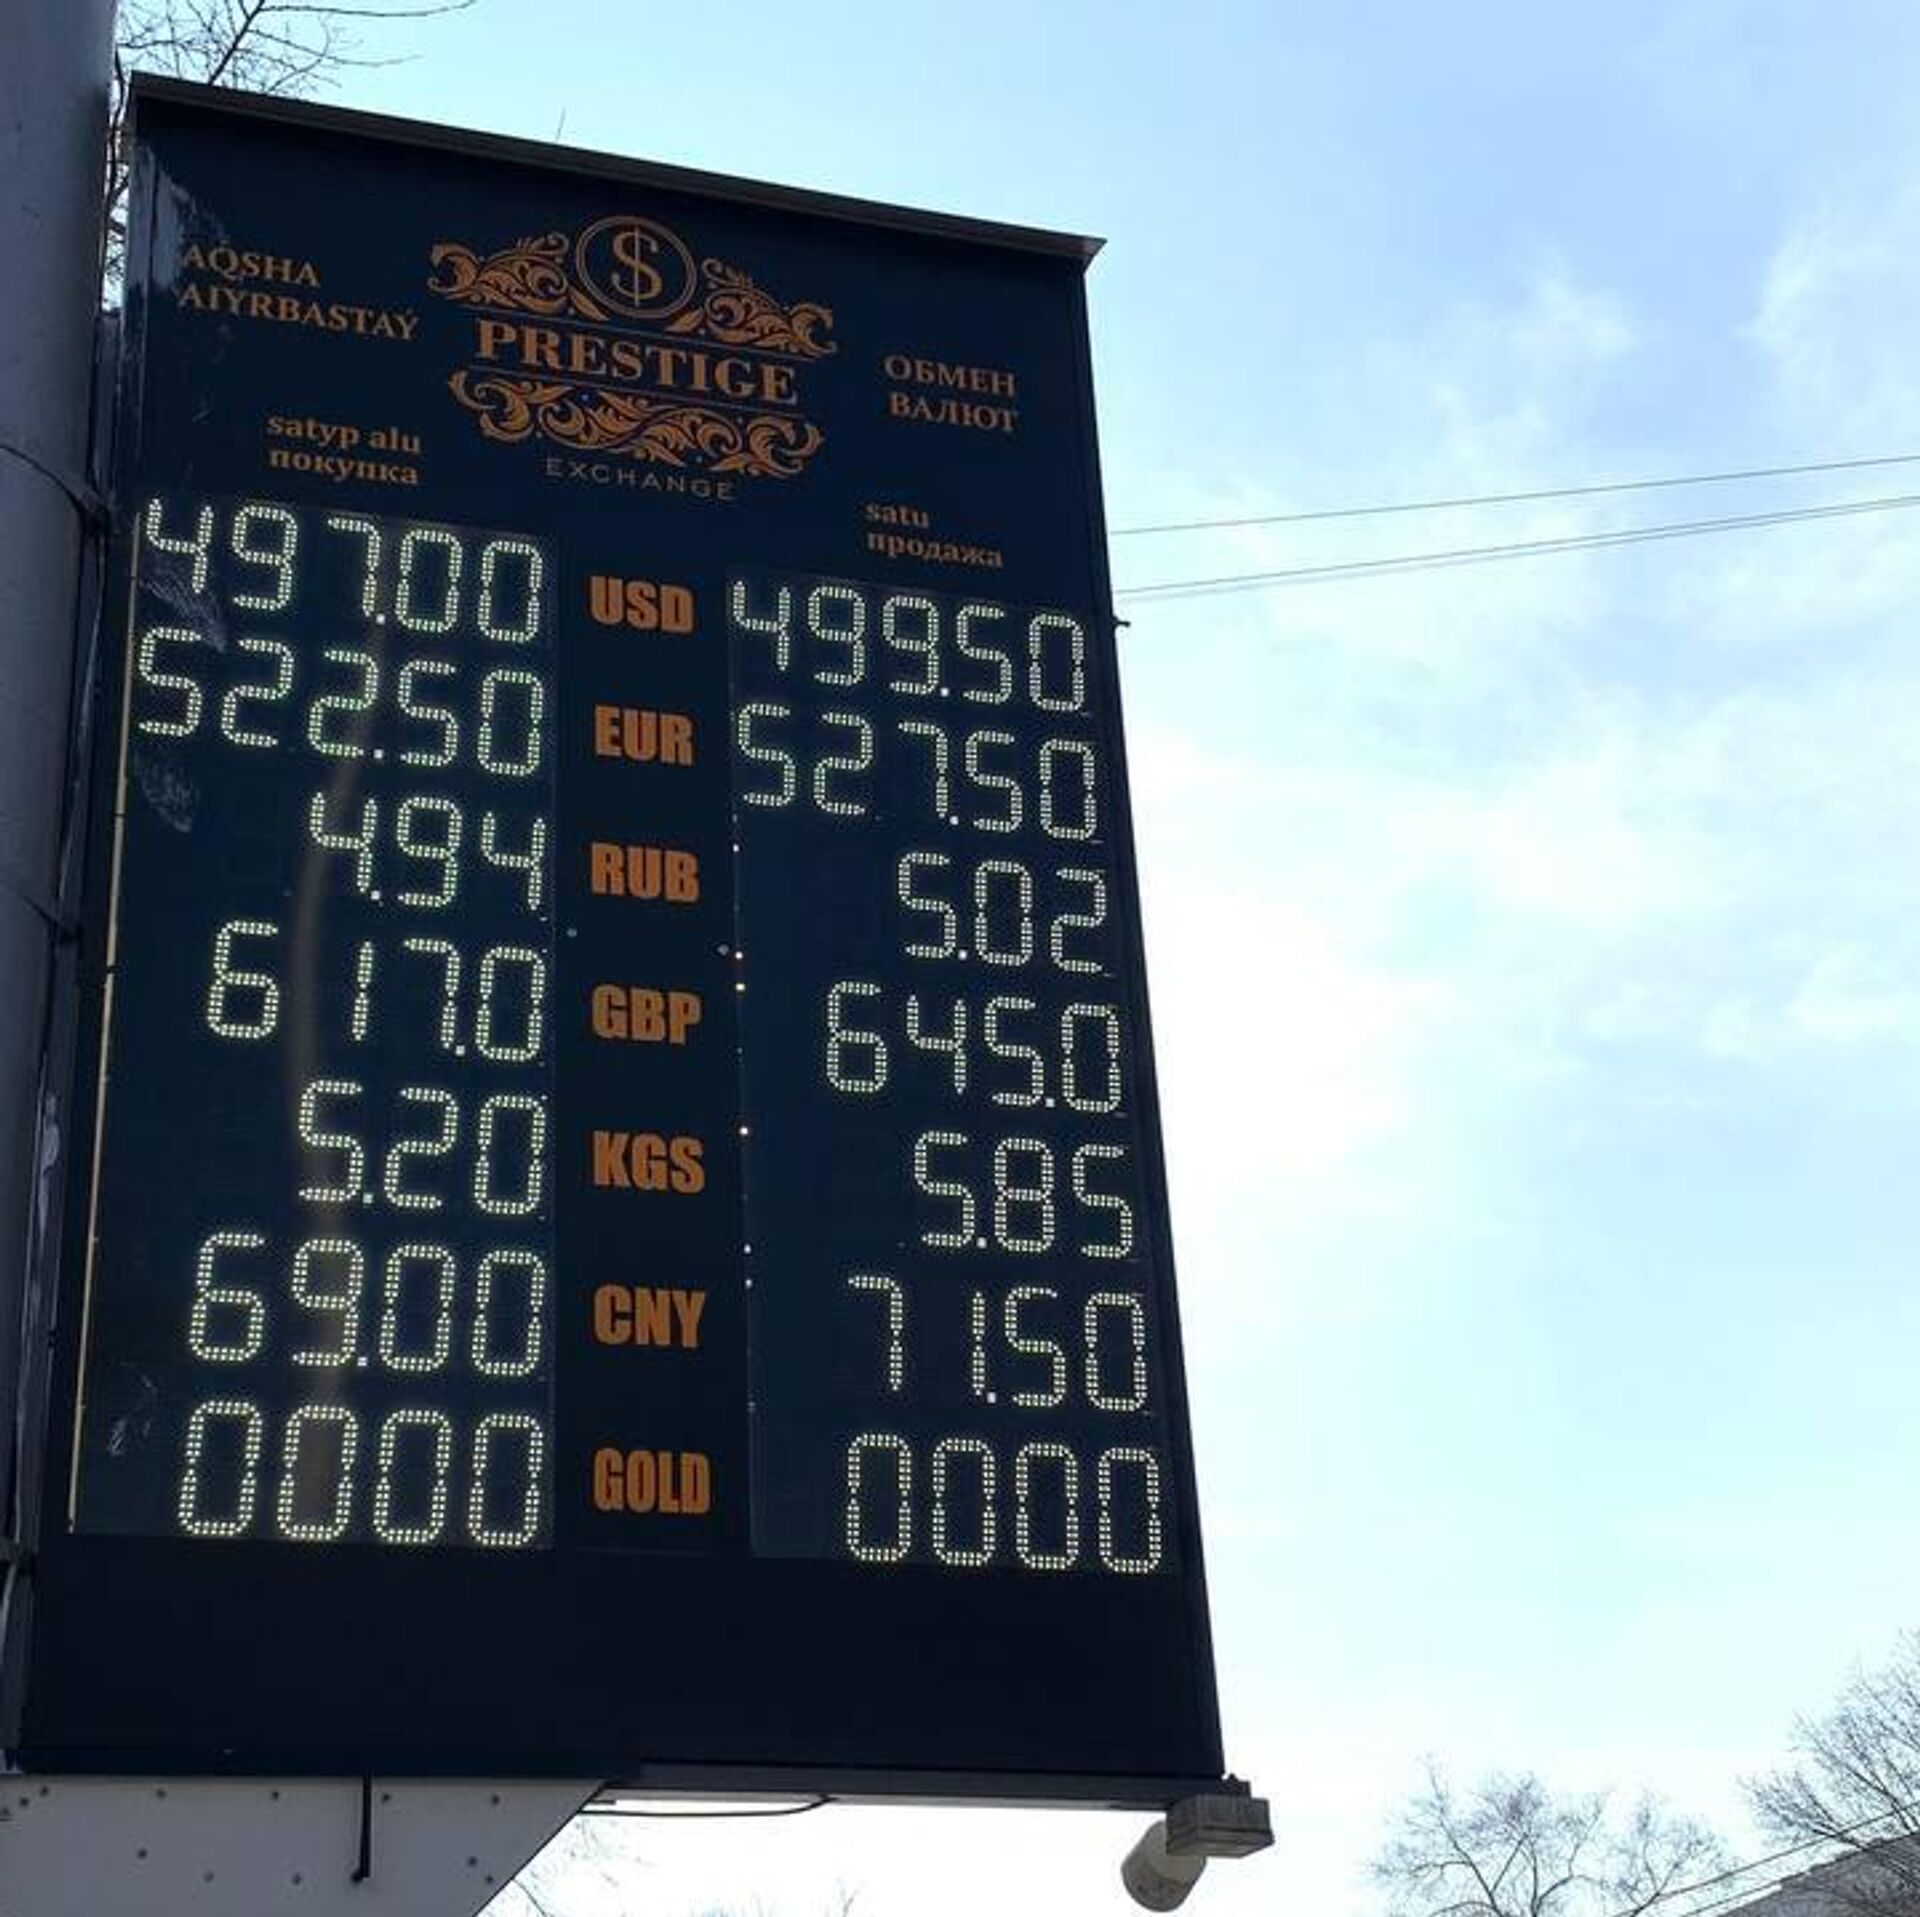 AQSHA
AIYRBASTAÝ
$
PRESTIGE
EXCHANGE
ОБМЕН
ВАЛЮТ
satyp alu
покупка
satu
продажа
497.00 USD 499.50
522.50 EUR 527.50
4.94 RUB 5.02
617.0 GBP 645.0
5.20 KGS 5.85
69.00 CNY 71.50
0000 GOLD 0000